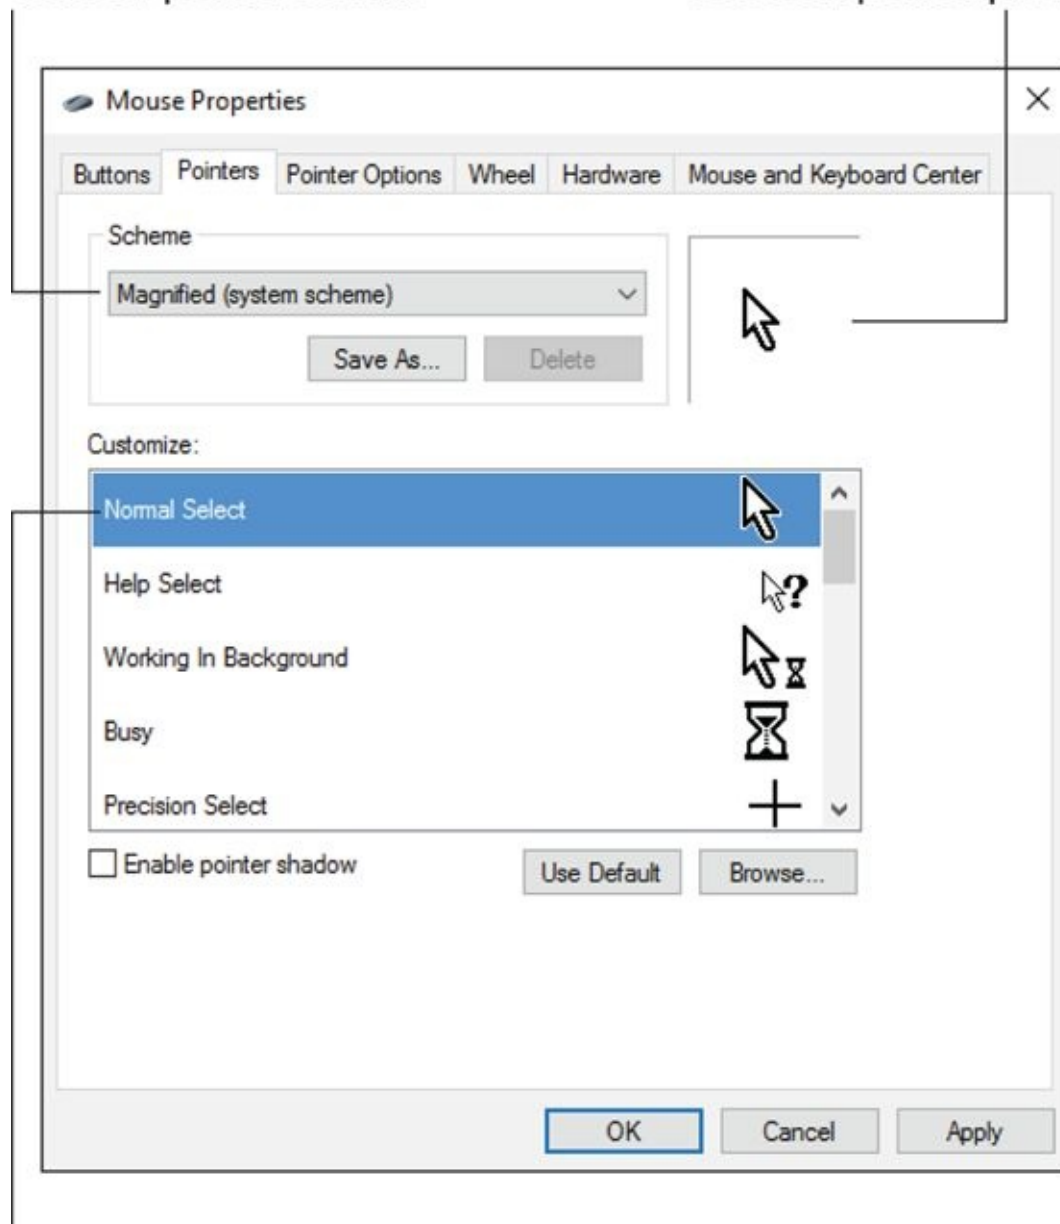 Mouse Properties
Buttons Pointers Pointer Options Wheel Hardware Mouse and Keyboard Center
Scheme
Magnified (system scheme)
Save As... Delete
Customize:
Normal Select
Help Select
Working In Background
Busy
Precision Select
Enable pointer shadow
Use Default Browse...
OK Cancel Apply